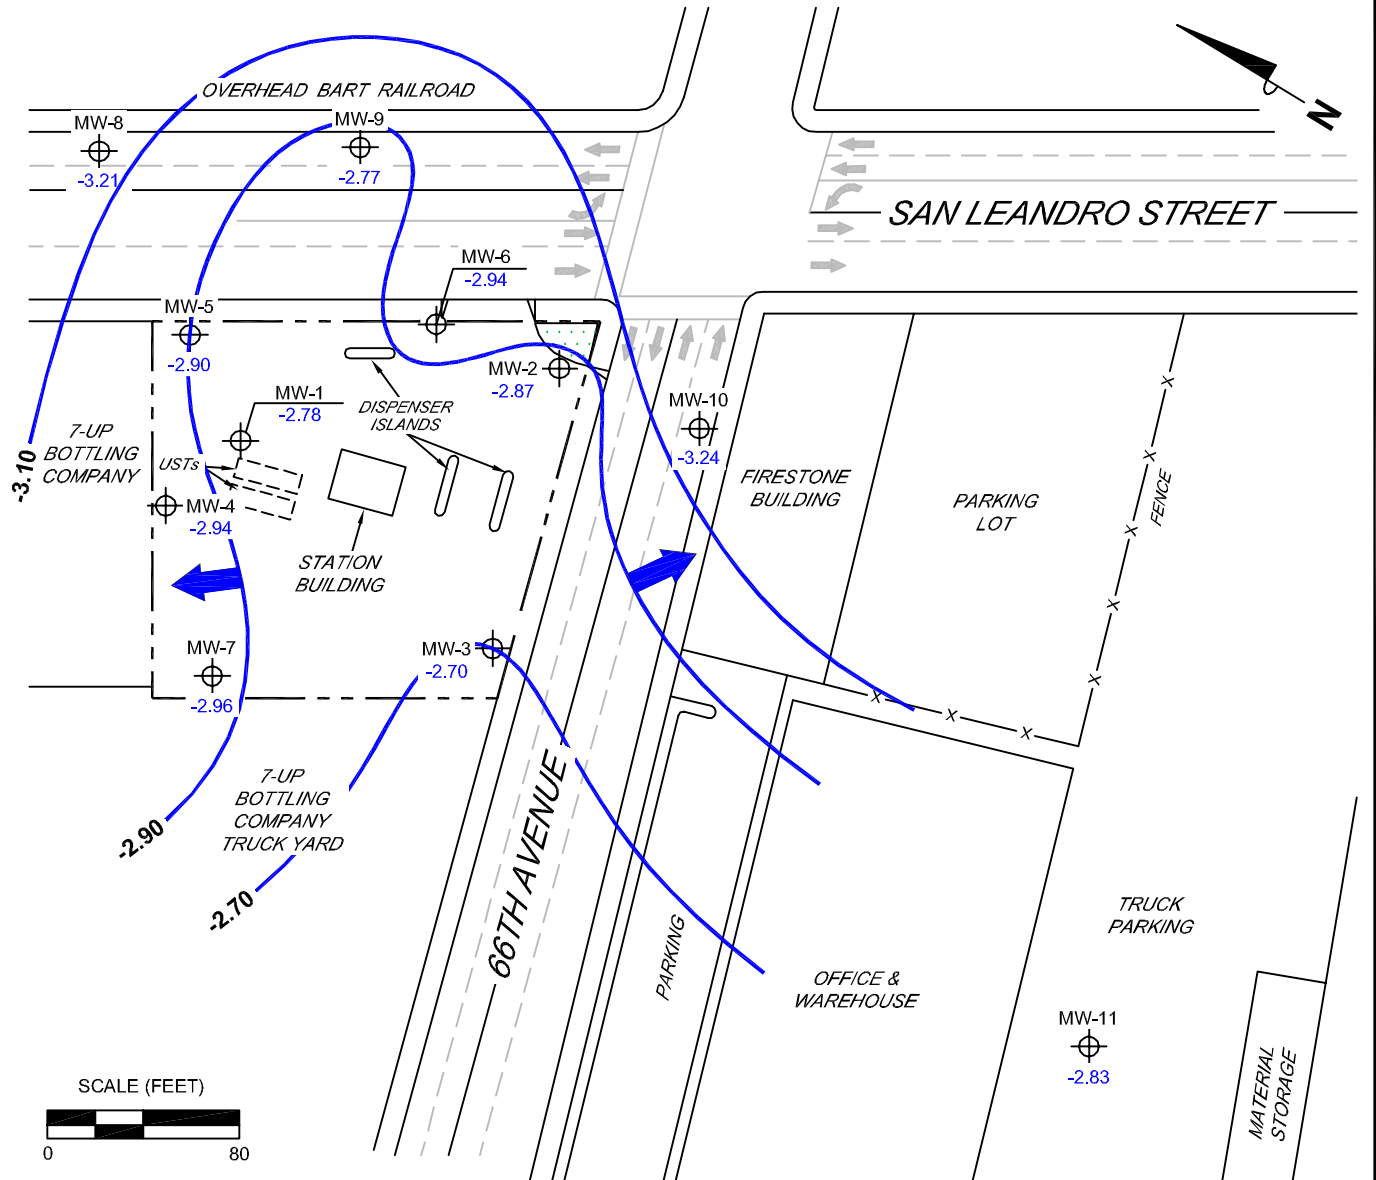 OVERHEAD BART RAILROAD
N
MW-8
-3.21
MW-9
-2.77
SAN LEANDRO STREET
MW-6
-2.94
MW-5
-2.90
MW-2
-2.87
MW-1
-2.78
DISPENSER
ISLANDS
MW-10
-3.24
-3.10
7-UP
BOTTLING
COMPANY
USTs
MW-4
-2.94
STATION
BUILDING
FIRESTONE
BUILDING
PARKING
LOT
X
X
X
X
FENCE
X
X
X
MW-7
-2.96
MW-3
-2.70
7-UP
BOTTLING
COMPANY
TRUCK YARD
-2.90
-2.70
66TH AVENUE
PARKING
OFFICE &
WAREHOUSE
TRUCK
PARKING
MW-11
-2.83
MATERIAL
STORAGE
SCALE (FEET)
0 80